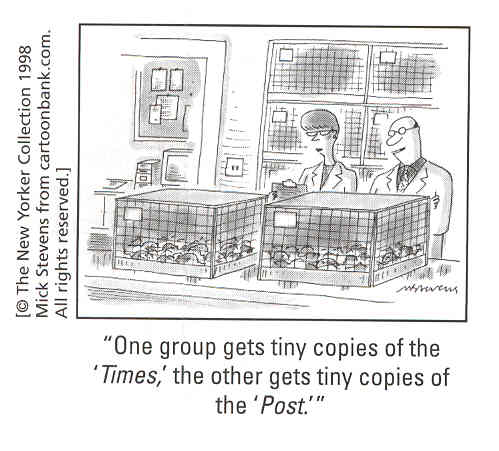 [© The New Yorker Collection 1998
Mick Stevens from cartoonbank.com.
All rights reserved.]
MStevens
“One group gets tiny copies of the
‘Times,’ the other gets tiny copies of
the ‘Post.’”